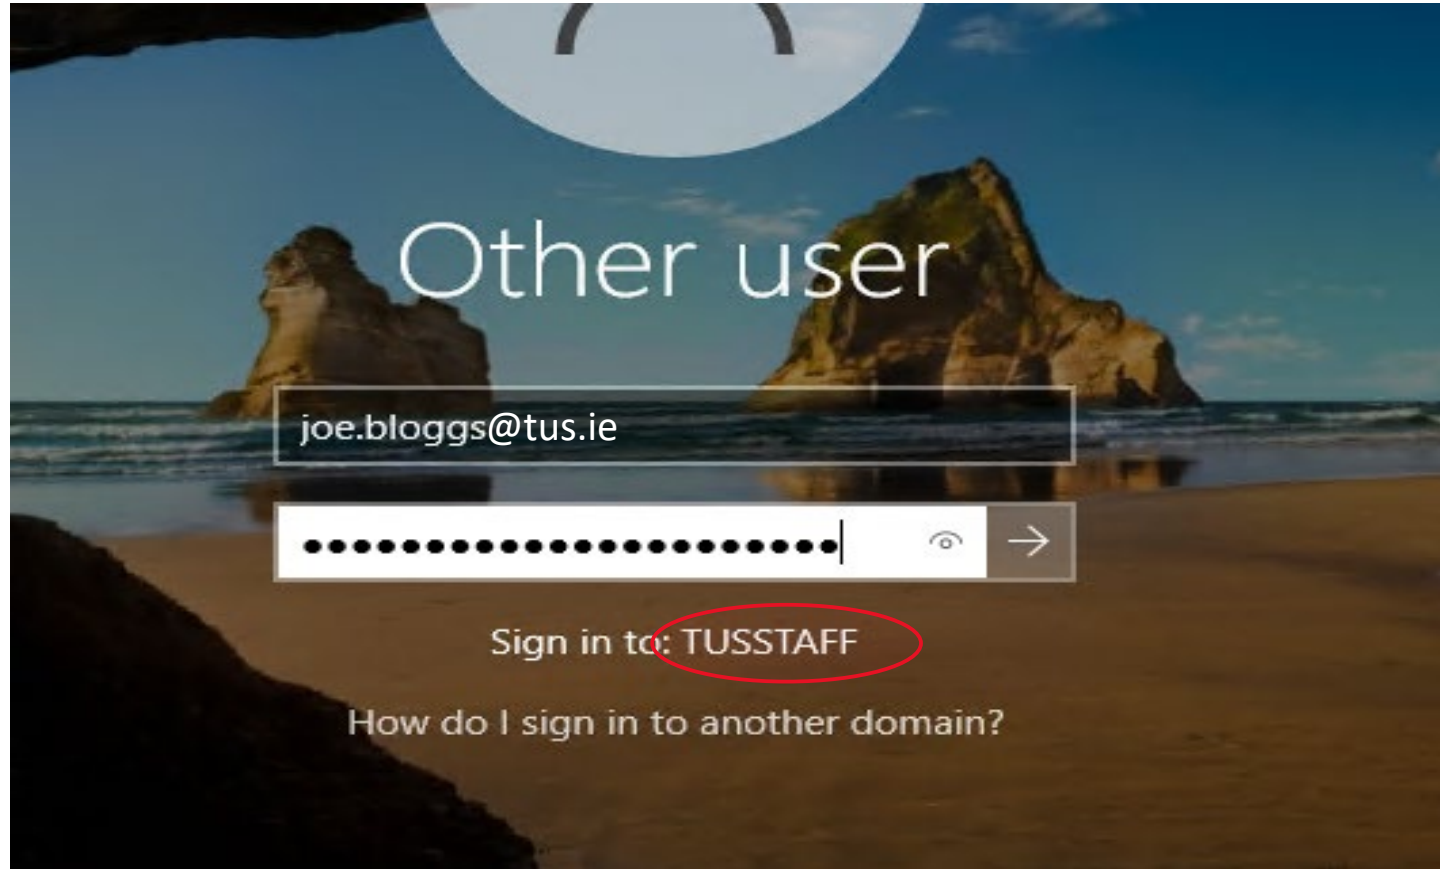 Other user
joe.bloggs@tus.ie
Sign in to: TUSSTAFF
How do I sign in to another domain?